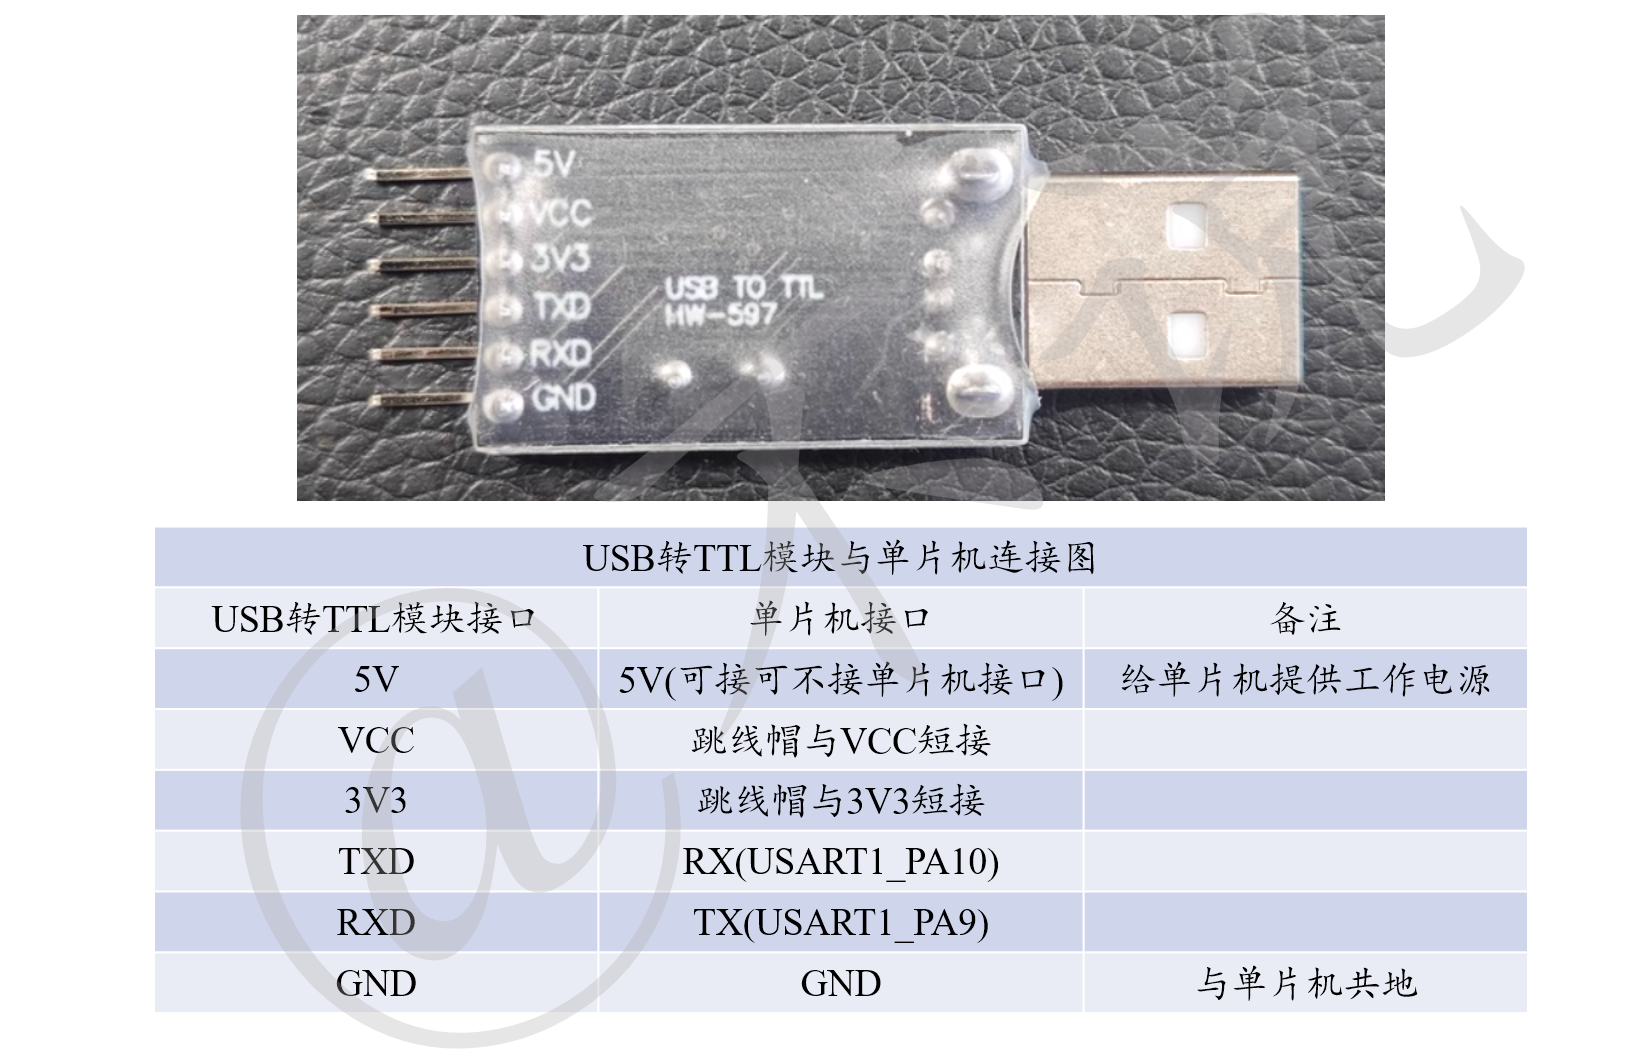 5V
VCC
3V3
TXD
RXD
GND
USB TO TTL
HW-597
USB转TTL模块与单片机连接图
USB转TTL模块接口 单片机接口 备注
5V 5V(可接可不接单片机接口) 给单片机提供工作电源
VCC 跳线帽与VCC短接
3V3 跳线帽与3V3短接
TXD RX(USART1_PA10)
RXD TX(USART1_PA9)
GND GND 与单片机共地